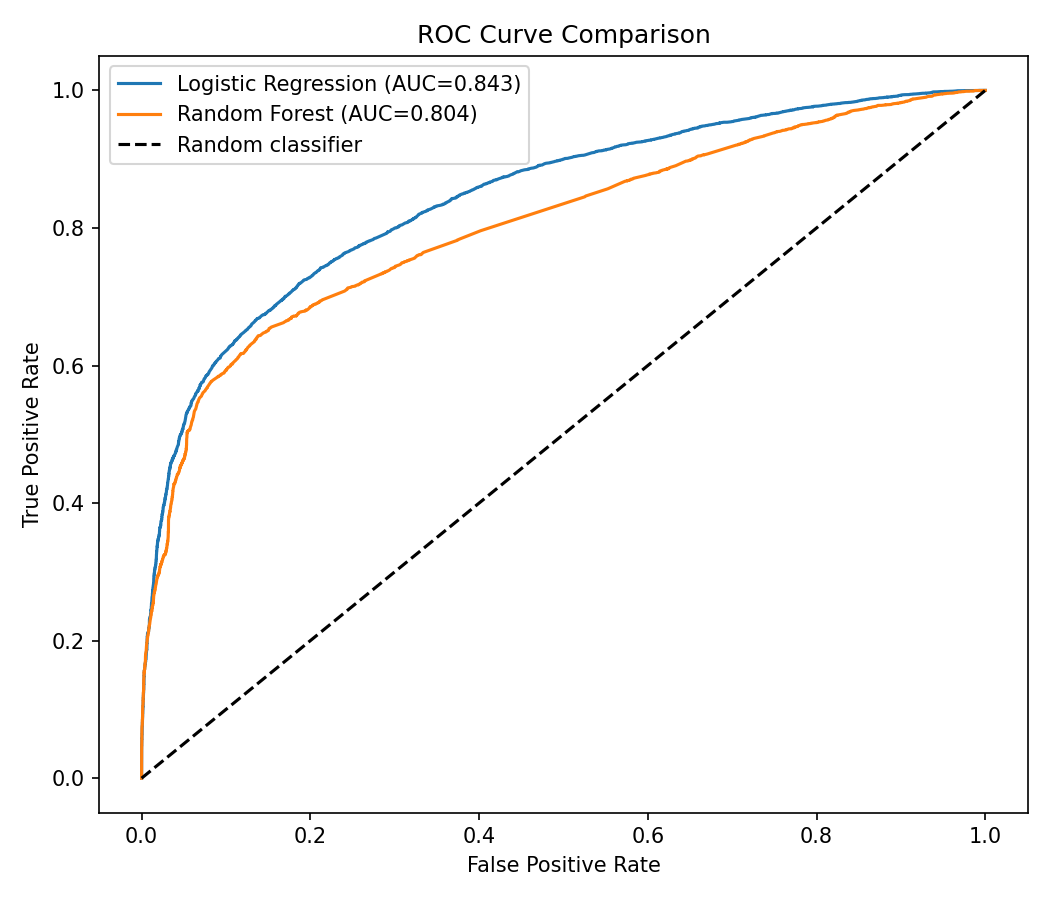 ROC Curve Comparison
Logistic Regression (AUC=0.843)
Random Forest (AUC=0.804)
Random classifier
True Positive Rate
1.0
0.8
0.6
0.4
0.2
0.0
0.0 0.2 0.4 0.6 0.8 1.0
False Positive Rate